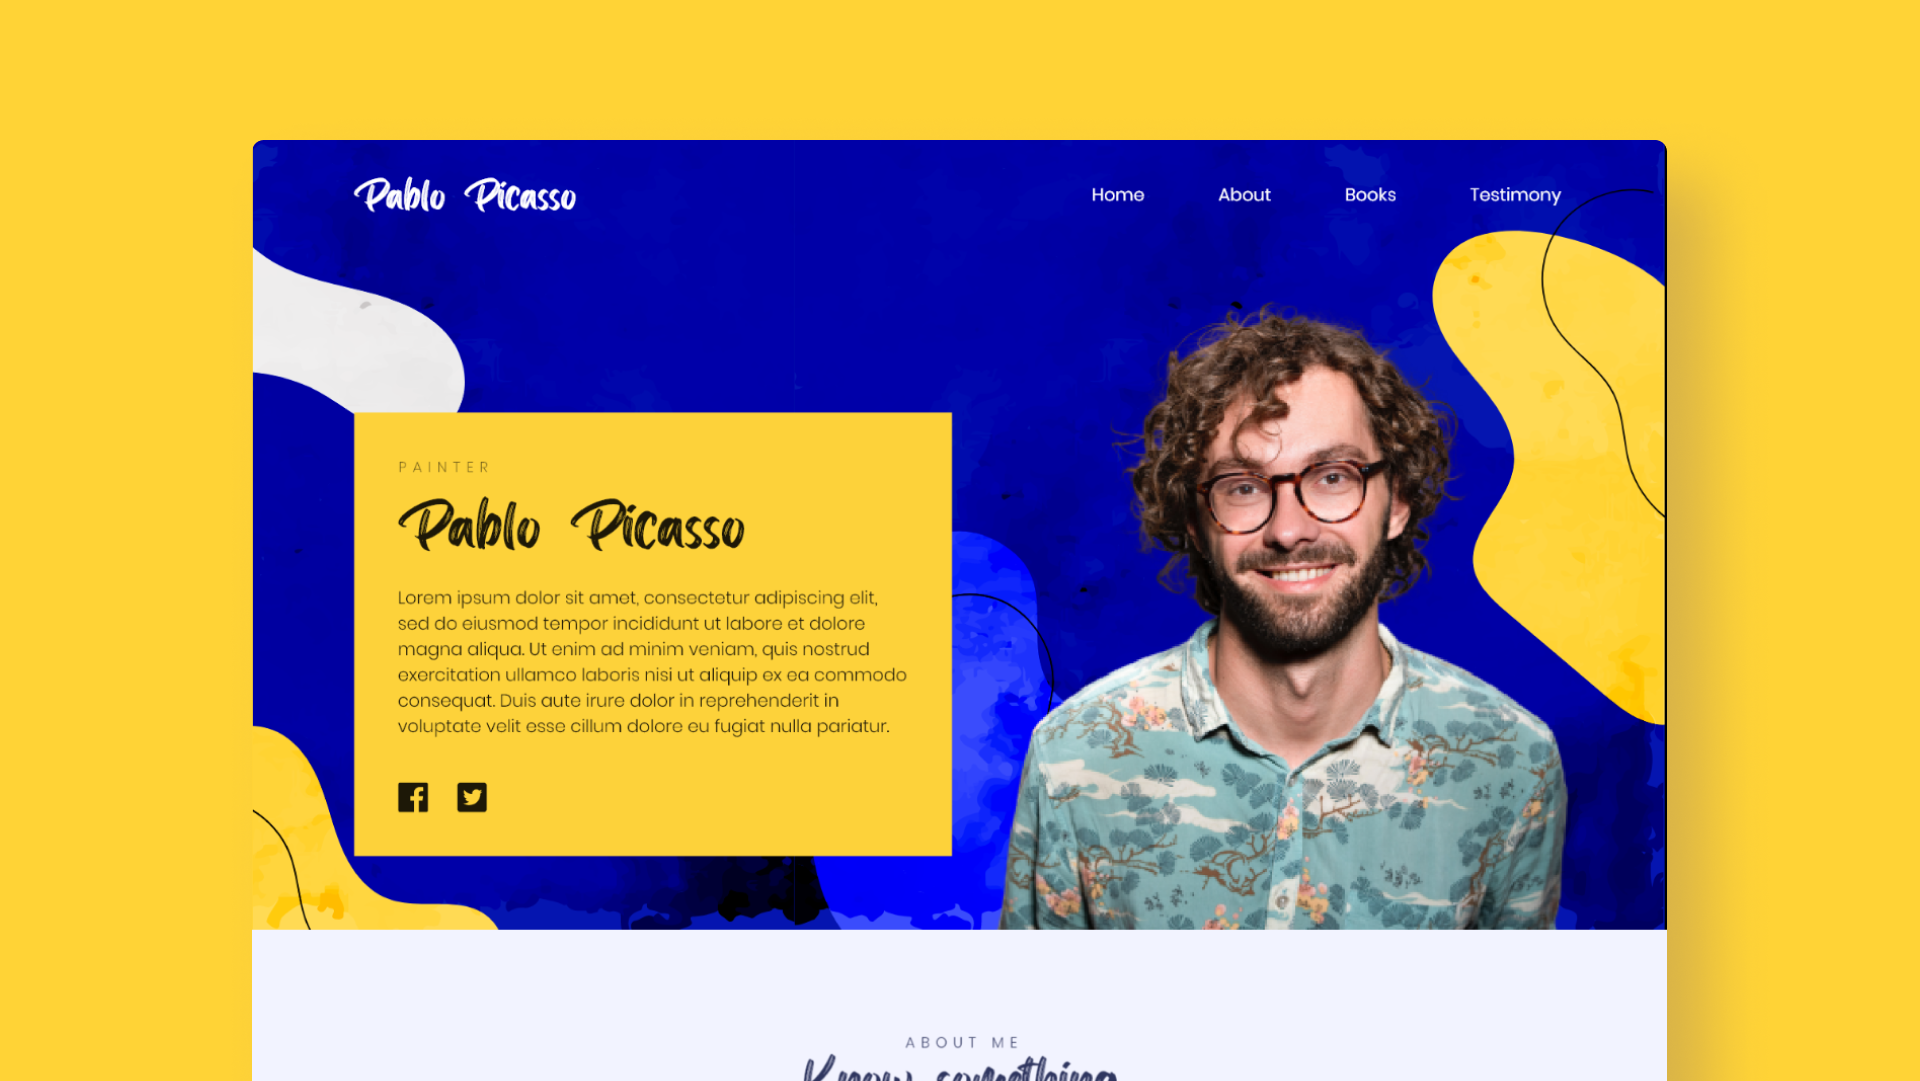 Pablo Picasso
Home About Books Testimony
PAINTER
Pablo Picasso
Lorem ipsum dolor sit amet, consectetur adipiscing elit,
sed do eiusmod tempor incididunt ut labore et dolore
magna aliqua. Ut enim ad minim veniam, quis nostrud
exercitation ullamco laboris nisi ut aliquip ex ea commodo
consequat. Duis aute irure dolor in reprehenderit in
voluptate velit esse cillum dolore eu fugiat nulla pariatur.
ABOUT ME
Know something